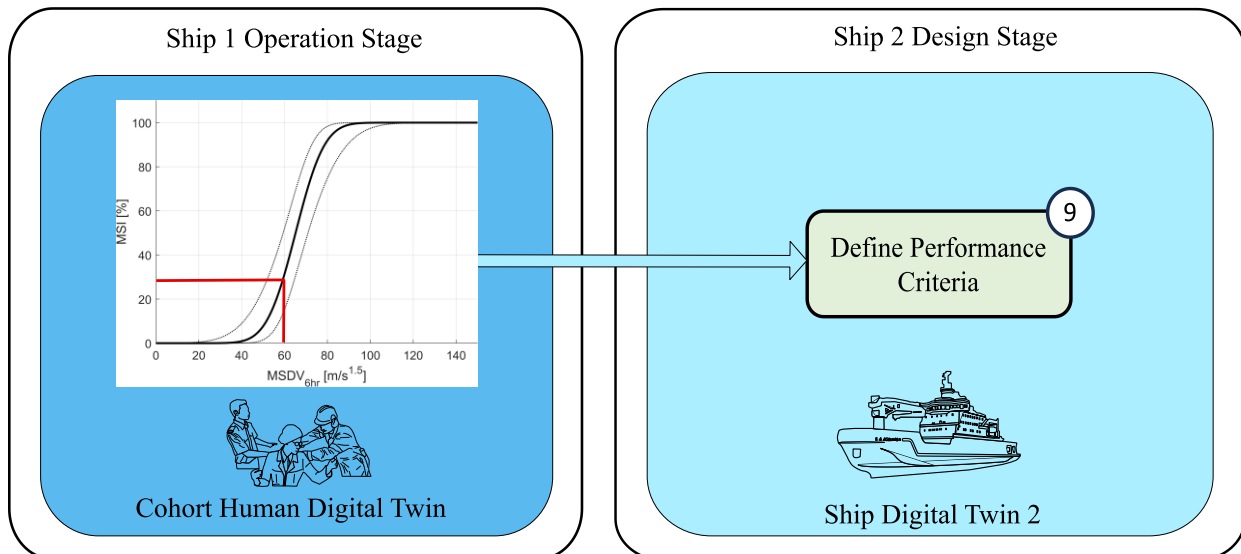 Ship 1 Operation Stage
100
80
60
40
20
0
MSI [%]
0 20 40 60 80 100 120 140
MSDV6hr [m/s1.5]
Cohort Human Digital Twin
Ship 2 Design Stage
9
Define Performance
Criteria
Ship Digital Twin 2